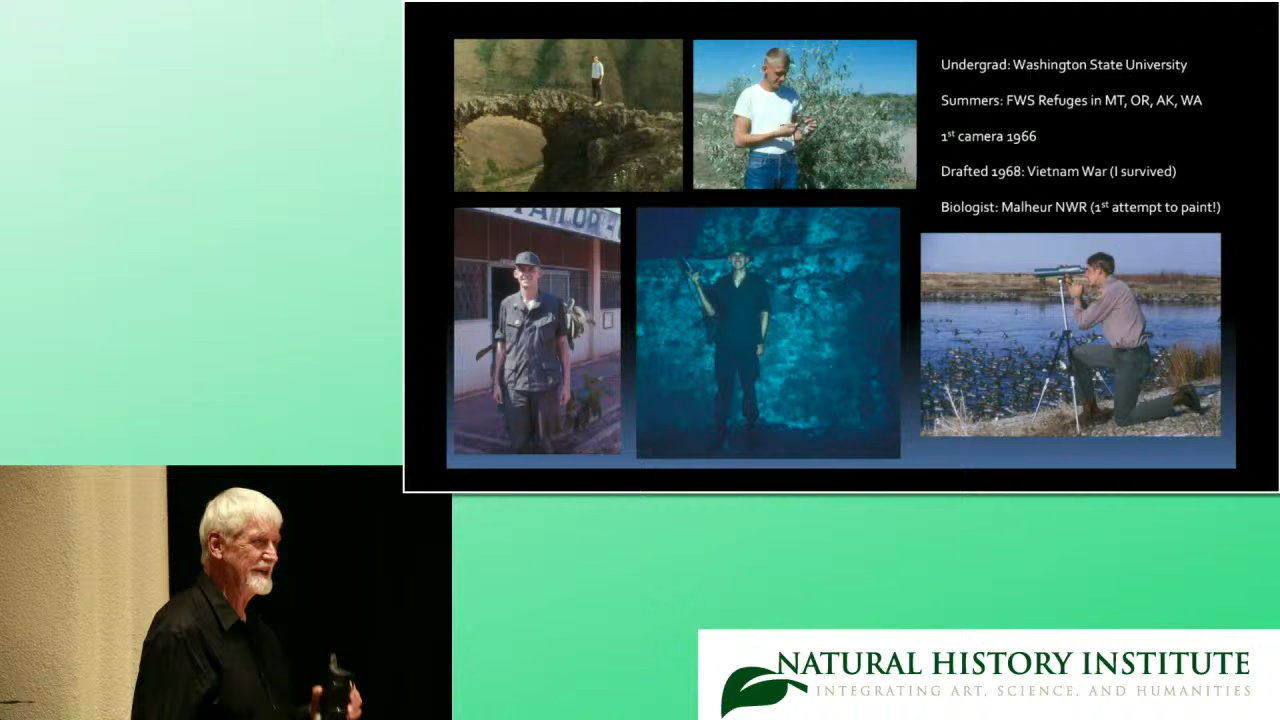 Undergrad: Washington State University
Summers: FWS Refuges in MT, OR, AK, WA
1st camera 1966
Drafted 1968: Vietnam War (I survived)
Biologist: Malheur NWR (1st attempt to paint!)
TAILOR
NATURAL HISTORY INSTITUTE
INTEGRATING ART, SCIENCE, AND HUMANITIES